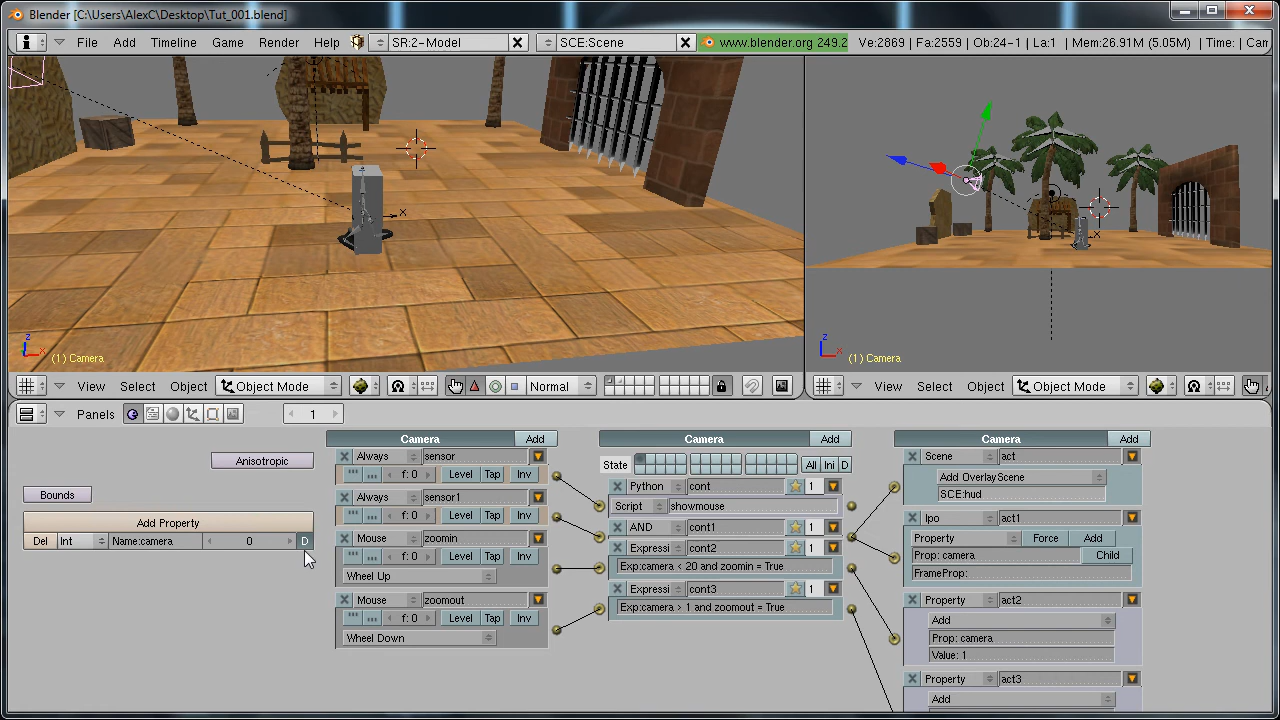 Blender [C:\Users\AlexC\Desktop\Tut_001.blend]
File Add Timeline Game Render Help SR:2-Model SCE:Scene www.blender.org 249.2 Ve:2869 | Fa:2559 | Ob:24-1 | La:1 | Mem:26.91M (5.05M) | Time: | Can
X
X
z
x
(1) Camera
z
x
(1) Camera
View Select Object Object Mode Normal
View Select Object Object Mode
Panels 1
Camera Add
Camera Add
Camera Add
Always sensor
f: 0 Level Tap Inv
Always sensor1
f: 0 Level Tap Inv
Mouse zoomin
f: 0 Level Tap Inv
Wheel Up
Mouse zoomout
f: 0 Level Tap Inv
Wheel Down
State All Ini D
Python cont 1
Script showmouse
AND cont1 1
Expressi cont2 1
Exp:camera < 20 and zoomin = True
Expressi cont3 1
Exp:camera > 1 and zoomout = True
Scene act
Add OverlayScene
SCE:hud
Ipo act1
Property Force Add
Prop: camera Child
FrameProp:
Property act2
Add
Prop: camera
Value: 1
Property act3
Add
Anisotropic
Bounds
Add Property
Del Int Name:camera 0 D